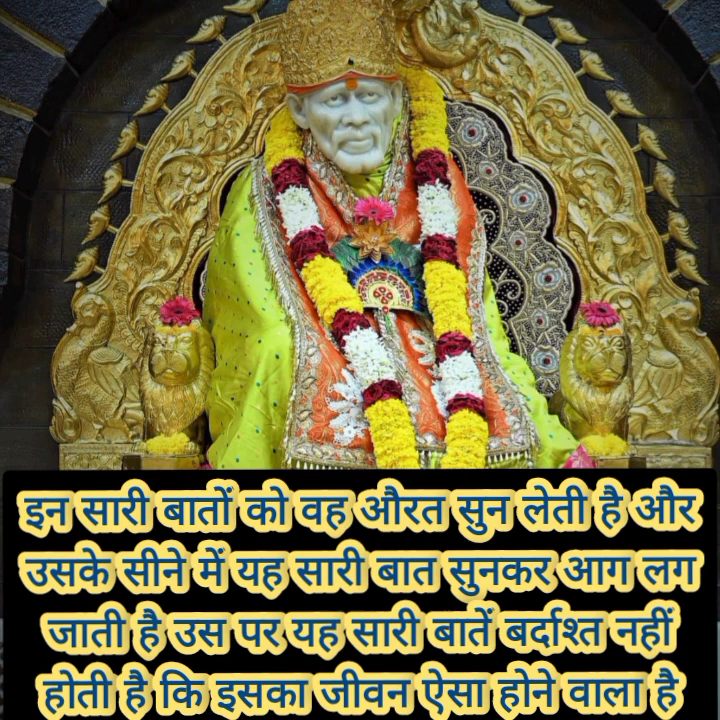 इन सारी बातों को वह औरत सुन लेती है और
उसके सीने में यह सारी बात सुनकर आग लग
जाती है उस पर यह सारी बातें बर्दाश्त नहीं
होती है कि इसका जीवन ऐसा होने वाला है